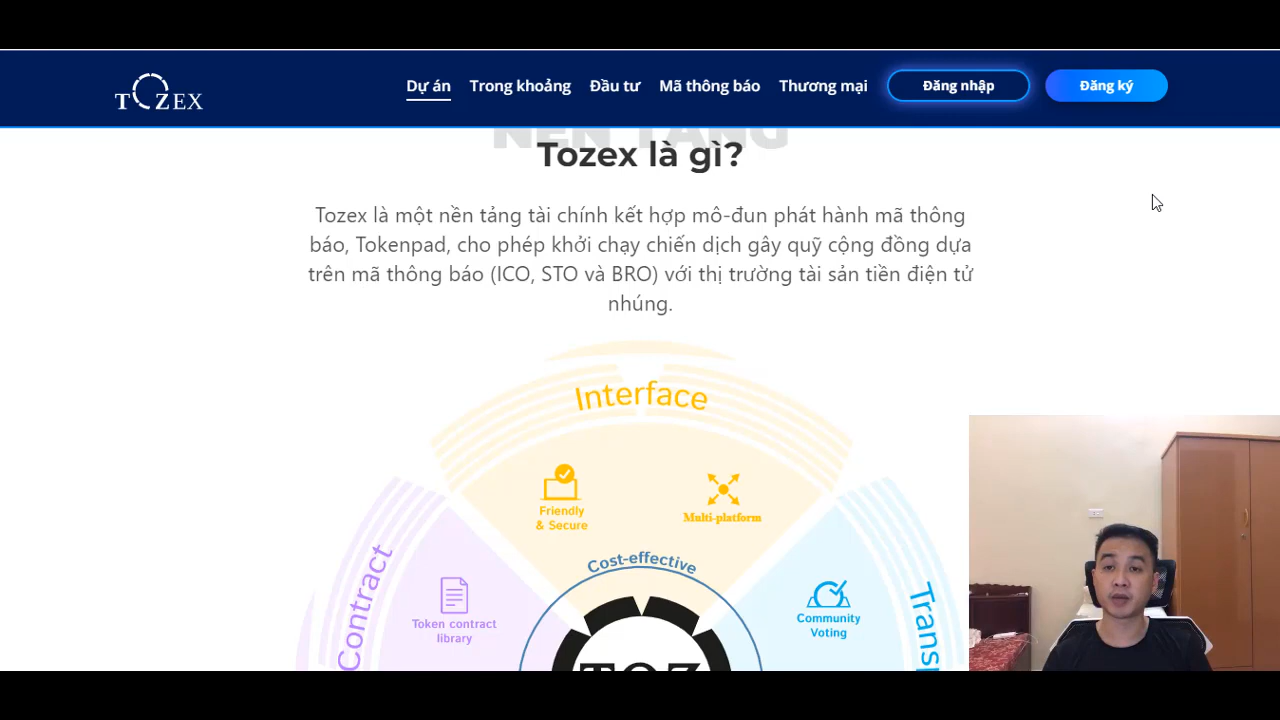 TOZEX
Dự án
Trong khoảng
Đầu tư
Mã thông báo
Thương mại
Đăng nhập
Đăng ký
NỀN TẢNG
Tozex là gì?
Tozex là một nền tảng tài chính kết hợp mô-đun phát hành mã thông
báo, Tokenpad, cho phép khởi chạy chiến dịch gây quỹ cộng đồng dựa
trên mã thông báo (ICO, STO và BRO) với thị trường tài sản tiền điện tử
nhúng.
Interface
Friendly
& Secure
Multi-platform
Cost-effective
Contract
Token contract
library
Community
Voting
TOZ